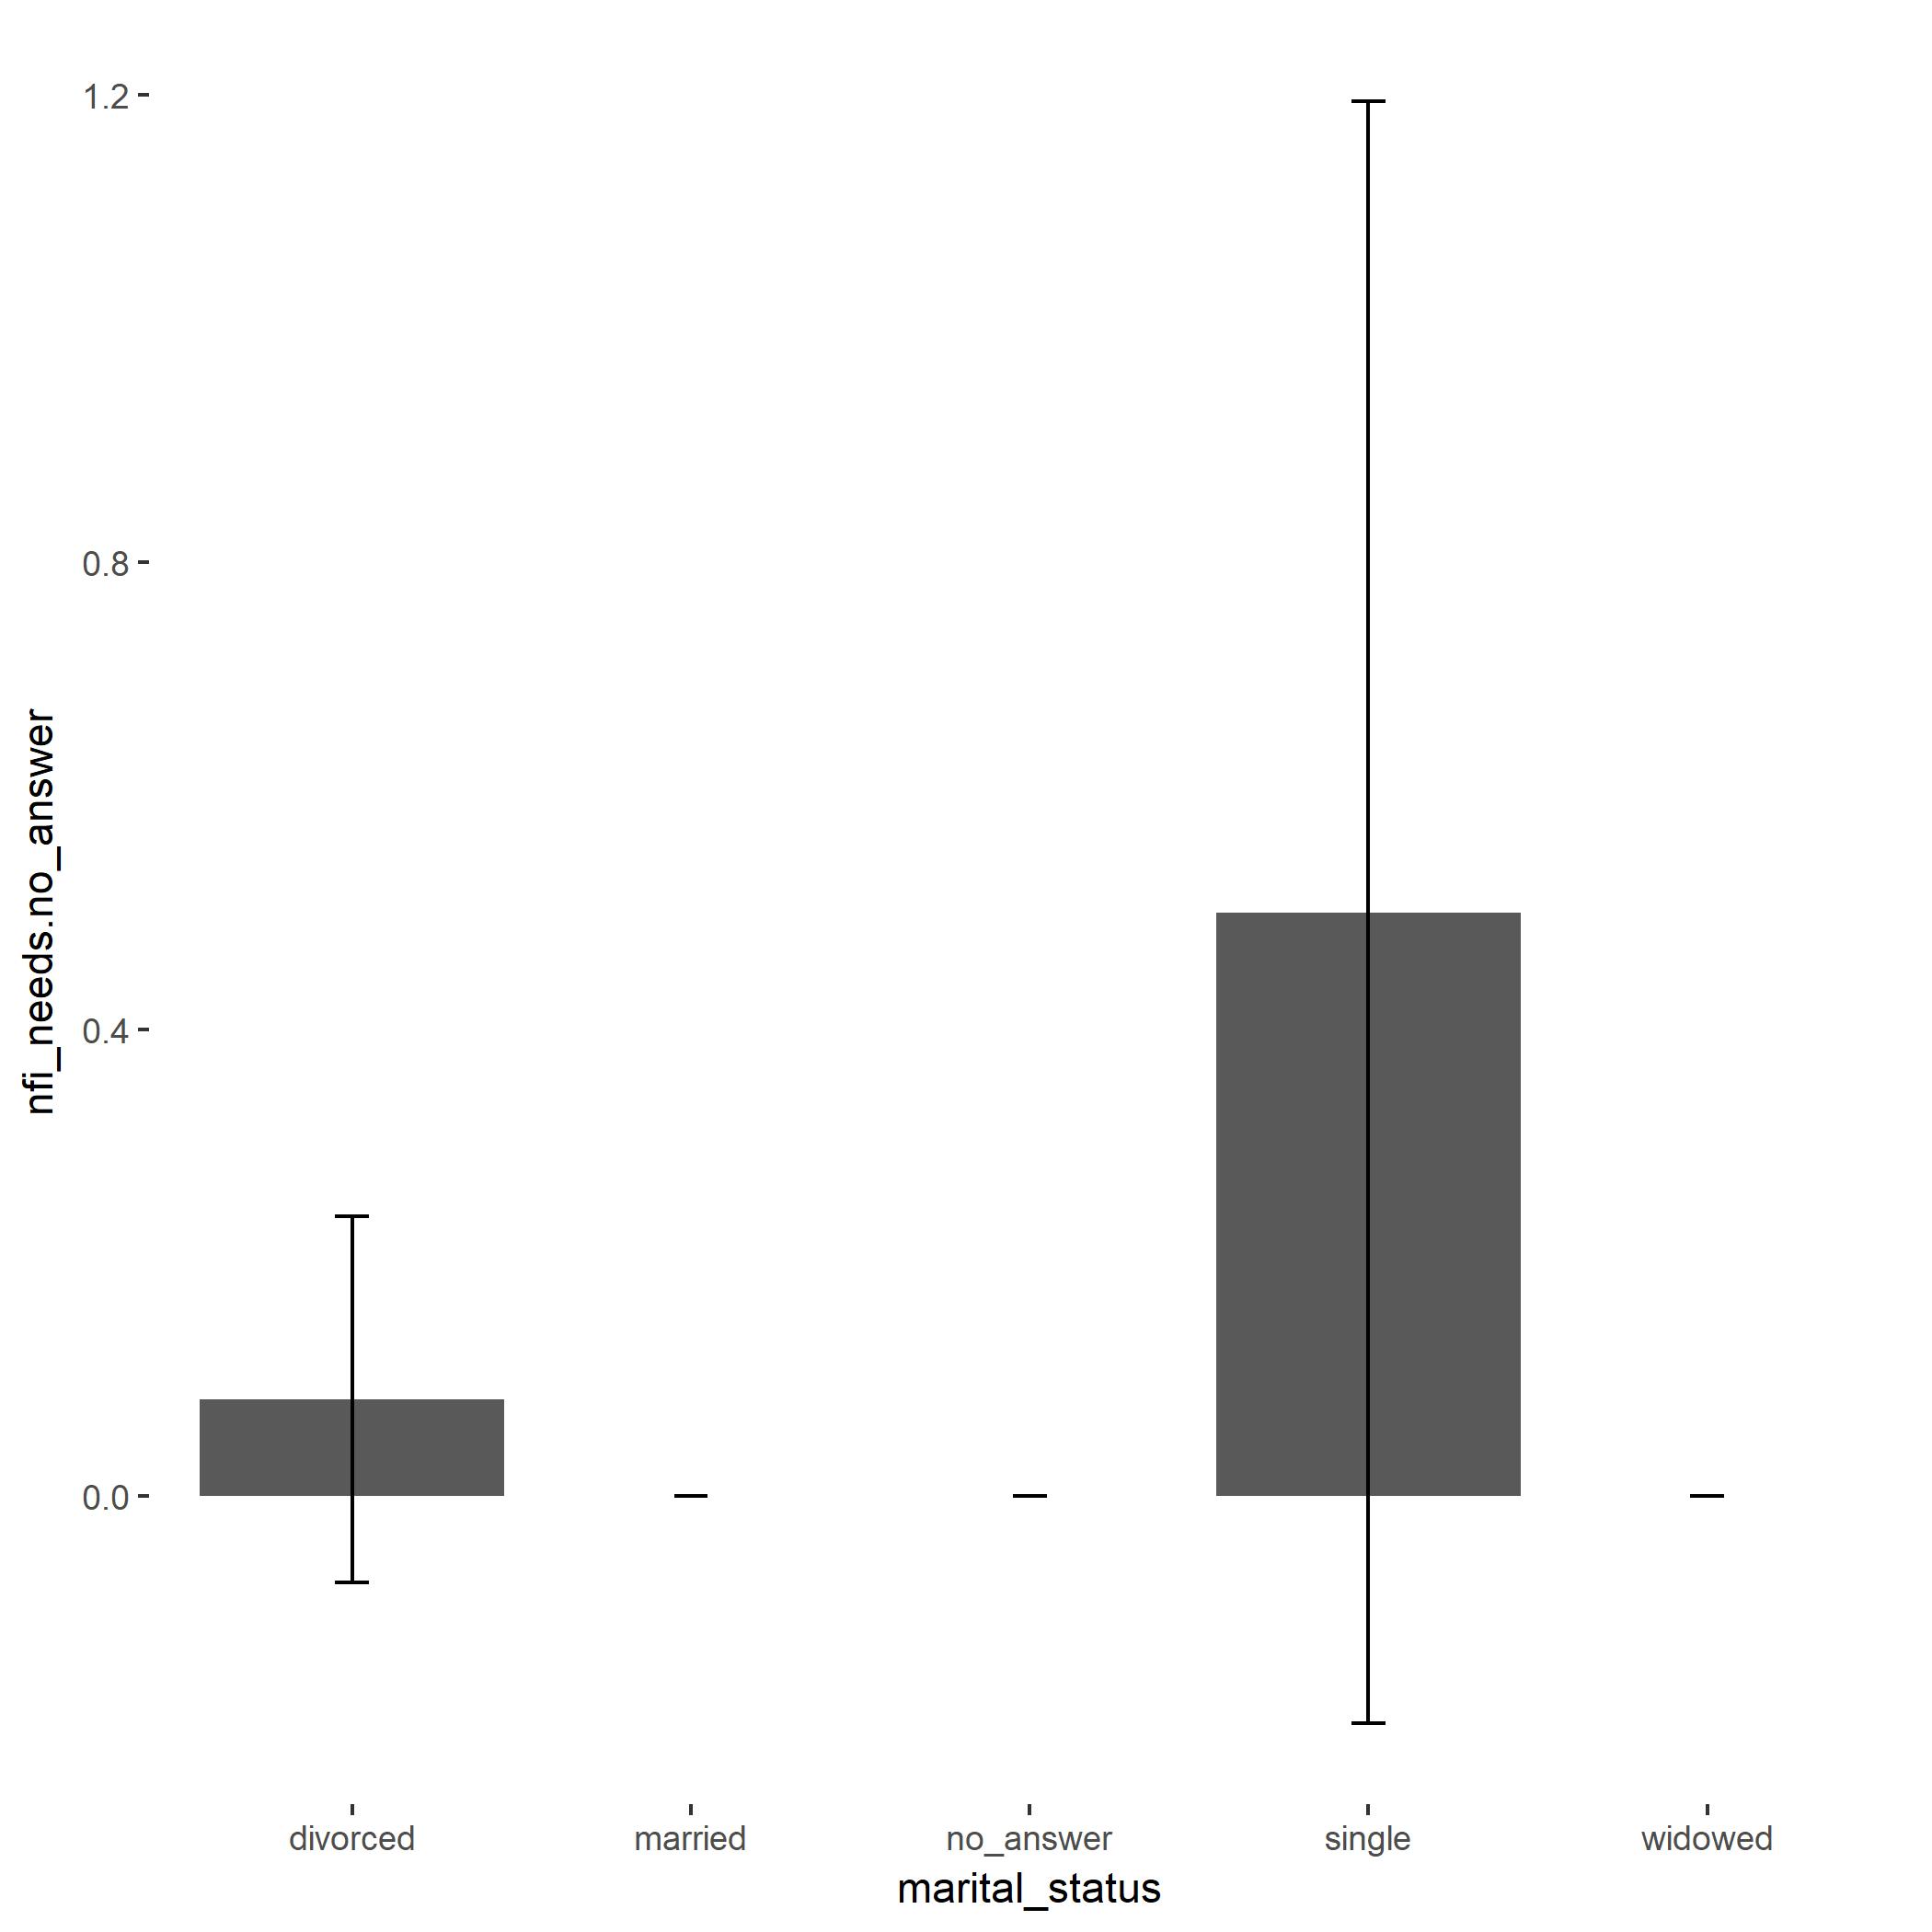 1.2
0.8
0.4
0.0
nfi_needs.no_answer
divorced married no_answer single widowed
marital_status